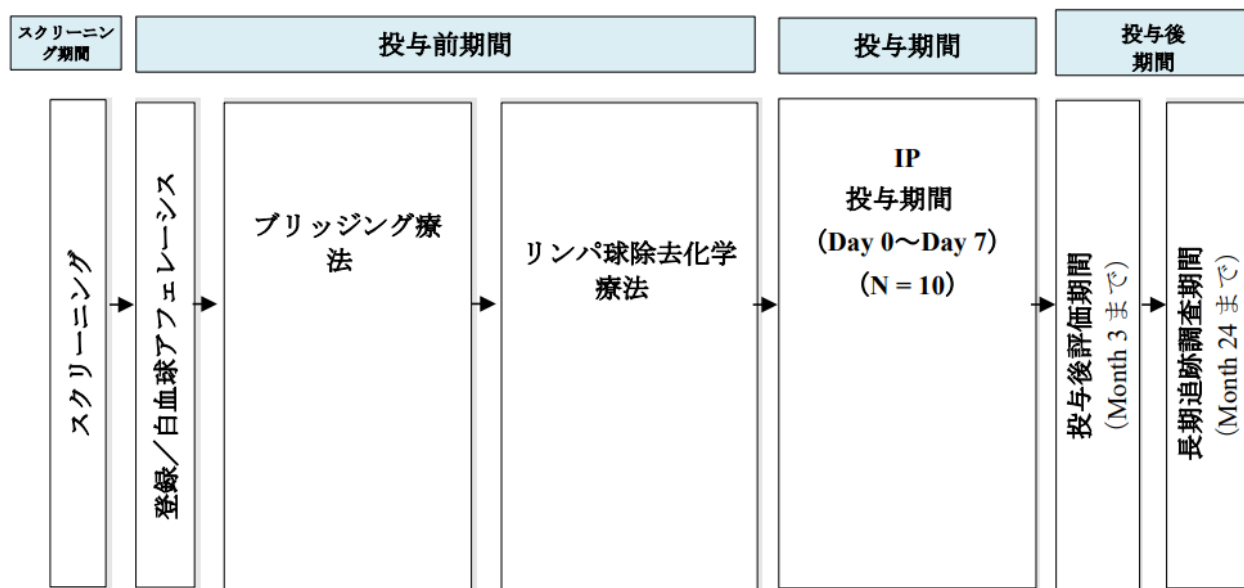 スクリーニン
グ期間
投与前期間
投与期間
投与後
期間
スクリーニング
登録／白血球アフェレーシス
ブリッジング療
法
リンパ球除去化学
療法
IP
投与期間
（Day 0～Day 7）
（N = 10）
投与後評価期間
（Month 3 まで）
長期追跡調査期間
（Month 24 まで）